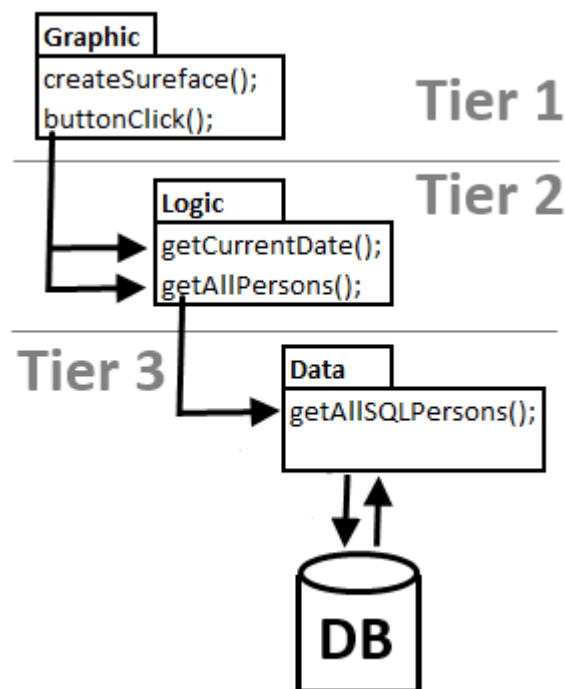 Graphic
createSureface();
buttonClick();
Tier 1
Tier 2
Logic
getCurrentDate();
getAllPersons();
Tier 3
Data
getAllSQLPersons();
DB